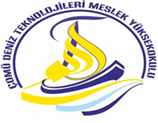 ÇOMÜ DENİZ TEKNOLOJİLERİ MESLEK YÜKSEKOKULU